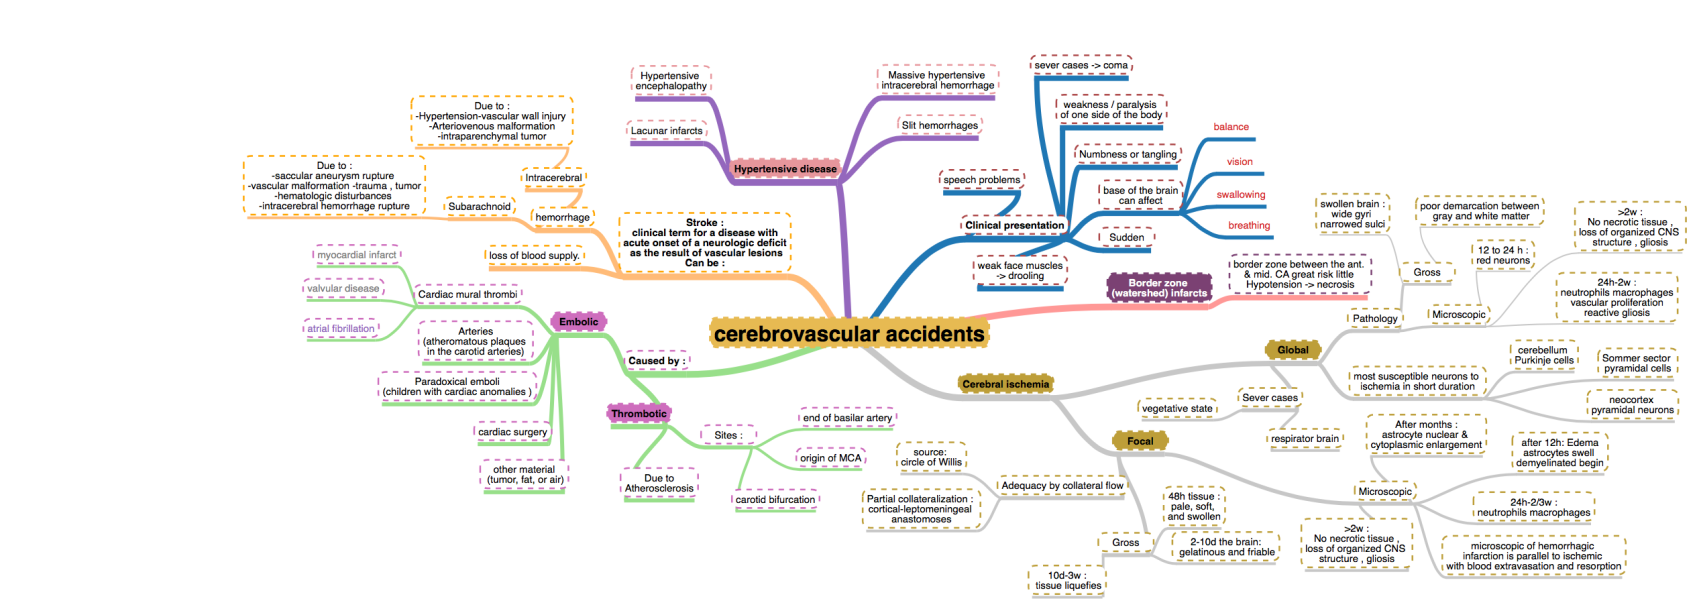 cerebrovascular accidents
Hypertensive disease
Hypertensive
encephalopathy
Lacunar infarcts
Massive hypertensive
intracerebral hemorrhage
Slit hemorrhages
Stroke :
clinical term for a disease with
acute onset of a neurologic deficit
as the result of vascular lesions
Can be :
hemorrhage
Intracerebral
Due to :
-Hypertension-vascular wall injury
-Arteriovenous malformation
-intraparenchymal tumor
Subarachnoid
Due to :
-saccular aneurysm rupture
-vascular malformation -trauma , tumor
-hematologic disturbances
-intracerebral hemorrhage rupture
loss of blood supply.
Caused by :
Embolic
Cardiac mural thrombi
myocardial infarct
valvular disease
atrial fibrillation
Arteries
(atheromatous plaques
in the carotid arteries)
Paradoxical emboli
(children with cardiac anomalies )
cardiac surgery
other material
(tumor, fat, or air)
Thrombotic
Due to
Atherosclerosis
Sites :
end of basilar artery
origin of MCA
carotid bifurcation
Clinical presentation
sever cases -> coma
weakness / paralysis
of one side of the body
Numbness or tangling
base of the brain
can affect
balance
vision
swallowing
breathing
Sudden
speech problems
weak face muscles
-> drooling
Border zone
(watershed) infarcts
border zone between the ant.
& mid. CA great risk little
Hypotension -> necrosis
Cerebral ischemia
Global
Pathology
Gross
swollen brain :
wide gyri
narrowed sulci
poor demarcation between
gray and white matter
Microscopic
12 to 24 h :
red neurons
>2w :
No necrotic tissue ,
loss of organized CNS
structure , gliosis
24h-2w :
neutrophils macrophages
vascular proliferation
reactive gliosis
most susceptible neurons to
ischemia in short duration
cerebellum
Purkinje cells
Sommer sector
pyramidal cells
neocortex
pyramidal neurons
Sever cases
vegetative state
respirator brain
Focal
Adequacy by collateral flow
source:
circle of Willis
Partial collateralization :
cortical-leptomeningeal
anastomoses
Gross
48h tissue :
pale, soft,
and swollen
2-10d the brain:
gelatinous and friable
10d-3w :
tissue liquefies
Microscopic
After months :
astrocyte nuclear &
cytoplasmic enlargement
after 12h: Edema
astrocytes swell
demyelinated begin
24h-2/3w :
neutrophils macrophages
>2w :
No necrotic tissue ,
loss of organized CNS
structure , gliosis
microscopic of hemorrhagic
infarction is parallel to ischemic
with blood extravasation and resorption